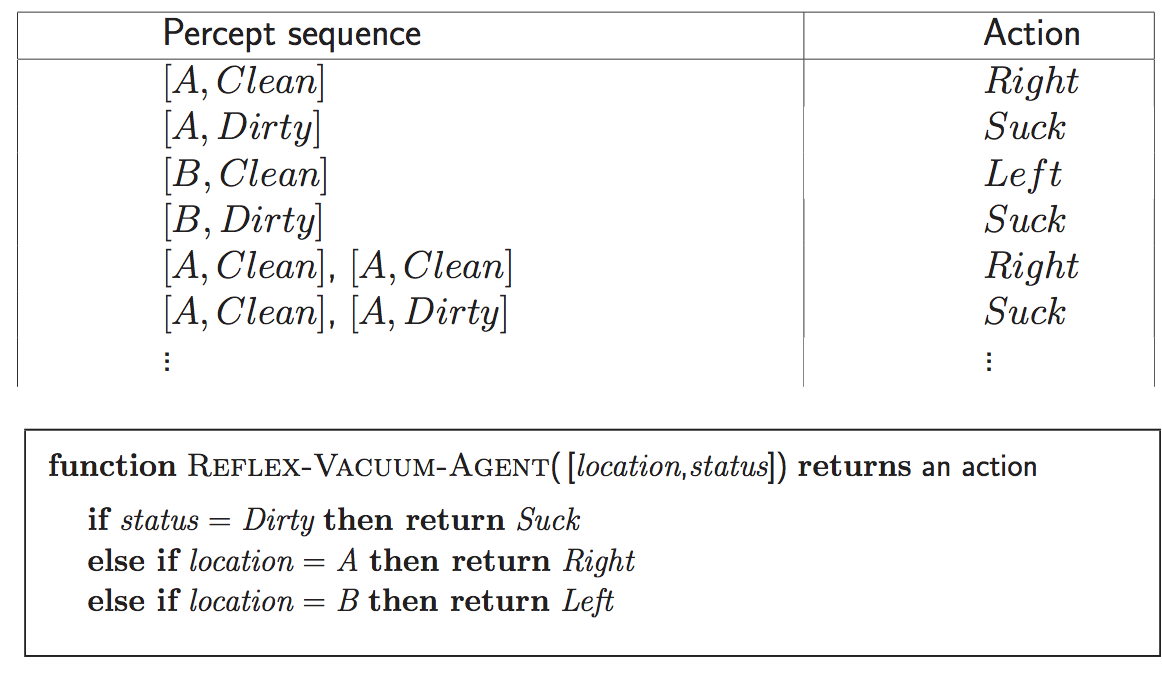 Percept sequence Action
[A, Clean] Right
[A, Dirty] Suck
[B, Clean] Left
[B, Dirty] Suck
[A, Clean], [A, Clean] Right
[A, Clean], [A, Dirty] Suck
⋮ ⋮
function REFLEX-VACUUM-AGENT([location,status]) returns an action
if status = Dirty then return Suck
else if location = A then return Right
else if location = B then return Left